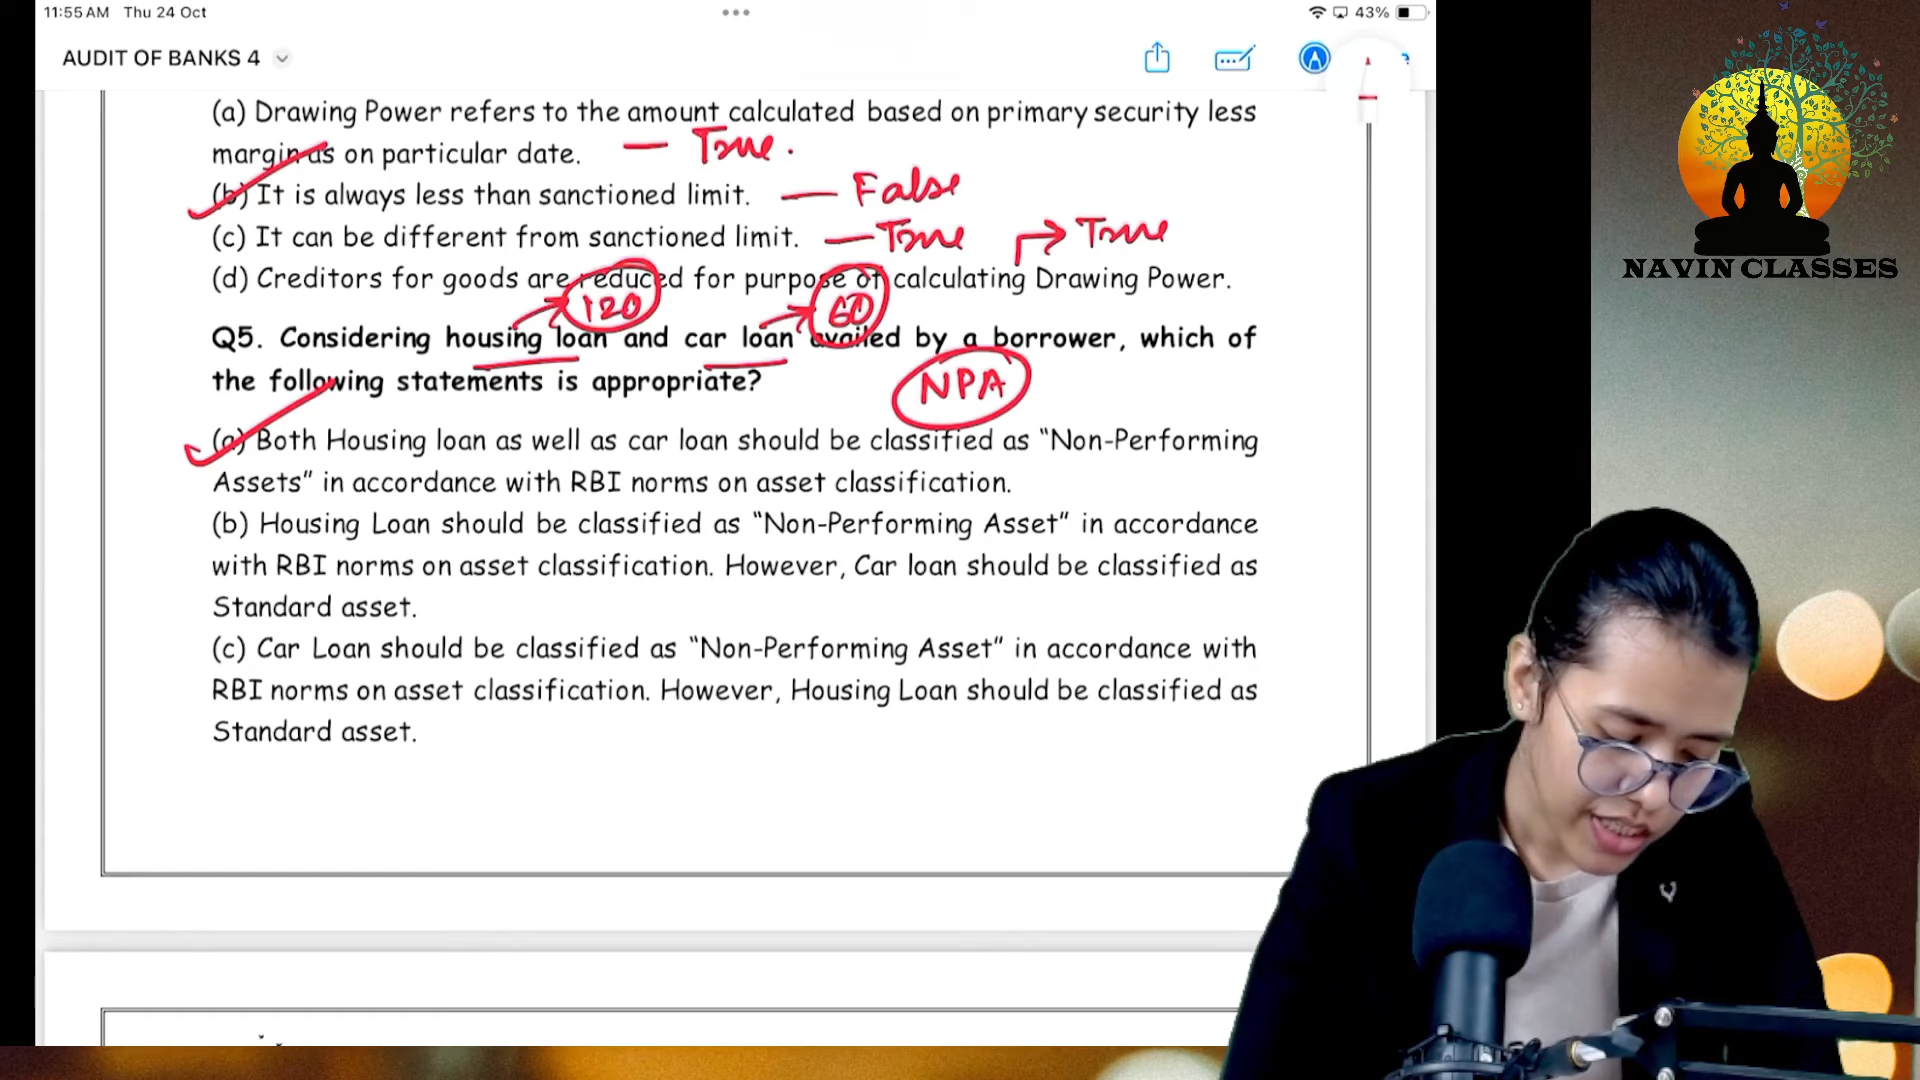 11:55 AM Thu 24 Oct
43%
AUDIT OF BANKS 4
(a) Drawing Power refers to the amount calculated based on primary security less
margin as on particular date. — True.
(b) It is always less than sanctioned limit. — False
(c) It can be different from sanctioned limit. — True → True
(d) Creditors for goods are reduced for purpose of calculating Drawing Power.
120 60
Q5. Considering housing loan and car loan availed by a borrower, which of
the following statements is appropriate? NPA
(a) Both Housing loan as well as car loan should be classified as “Non-Performing
Assets” in accordance with RBI norms on asset classification.
(b) Housing Loan should be classified as “Non-Performing Asset” in accordance
with RBI norms on asset classification. However, Car loan should be classified as
Standard asset.
(c) Car Loan should be classified as “Non-Performing Asset” in accordance with
RBI norms on asset classification. However, Housing Loan should be classified as
Standard asset.
NAVIN CLASSES